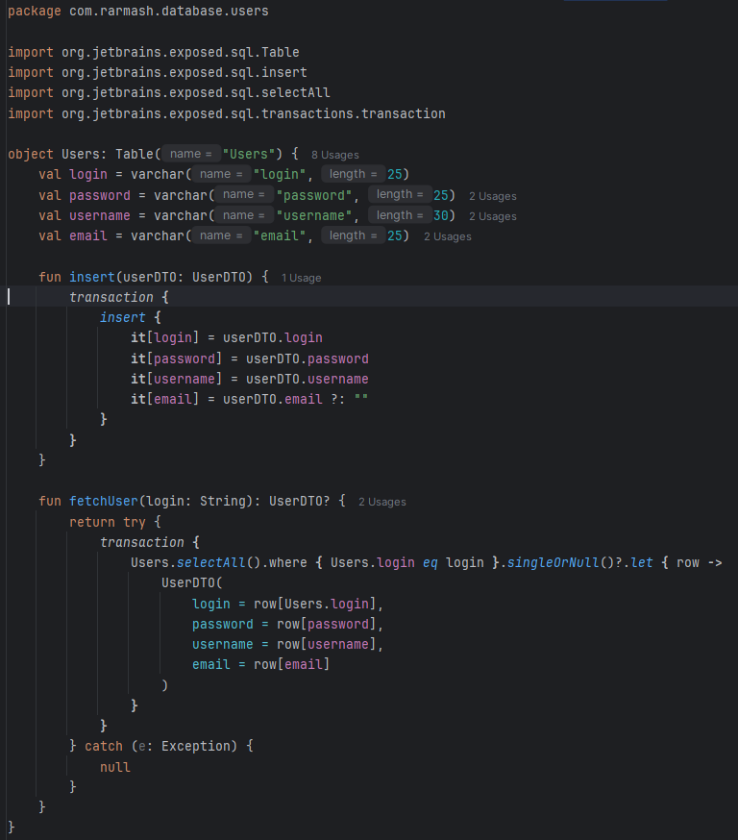 package com.rarmash.database.users
import org.jetbrains.exposed.sql.Table
import org.jetbrains.exposed.sql.insert
import org.jetbrains.exposed.sql.selectAll
import org.jetbrains.exposed.sql.transactions.transaction
object Users: Table( name = "Users") { 8 Usages
val login = varchar( name = "login", length = 25)
val password = varchar( name = "password", length = 25) 2 Usages
val username = varchar( name = "username", length = 30) 2 Usages
val email = varchar( name = "email", length = 25) 2 Usages
fun insert(userDTO: UserDTO) { 1 Usage
transaction {
insert {
it[login] = userDTO.login
it[password] = userDTO.password
it[username] = userDTO.username
it[email] = userDTO.email ?: ""
}
}
}
fun fetchUser(login: String): UserDTO? { 2 Usages
return try {
transaction {
Users.selectAll().where { Users.login eq login }.singleOrNull()?.let { row ->
UserDTO(
login = row[Users.login],
password = row[password],
username = row[username],
email = row[email]
)
}
}
} catch (e: Exception) {
null
}
}
}